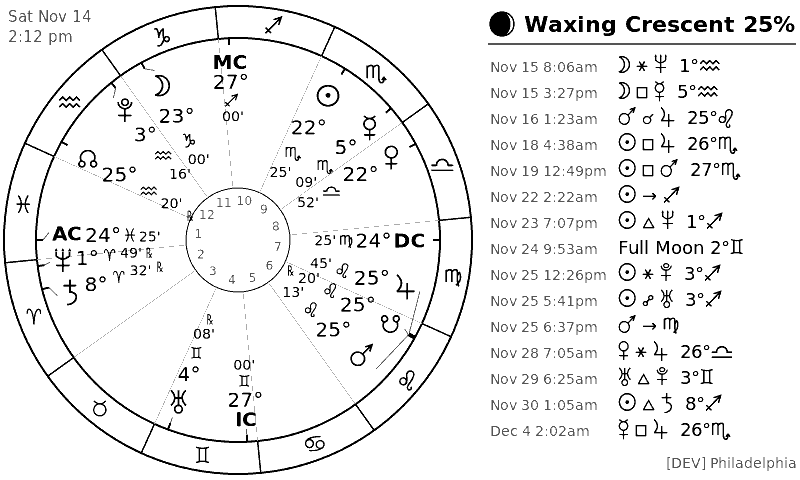 Sat Nov 14
2:12 pm
MC
27°
♐
00'
☽
23°
♑
00'
♇
3°
♒
16'
☊
25°
♒
20'
℞
☉
22°
♏
25'
☿
5°
♏
09'
♀
22°
♎
52'
AC 24° ♓ 25'
♆ 1° ♈ 49' ℞
♄ 8° ♈ 32' ℞
25' ♍ 24° DC
45' ♌ 25° ♃
℞ 20' ♌ 25° ☋
13' ♌ 25° ♂
℞
08'
♊
4°
♅
00'
♊
27°
IC
1
2
3
4
5
6
7
8
9
10
11
12
♑
♐
♏
♎
♍
♌
♋
♊
♉
♈
♓
♒
Waxing Crescent 25%
Nov 15 8:06am ☽ ⚹ ♆ 1°♒
Nov 15 3:27pm ☽ □ ☿ 5°♒
Nov 16 1:23am ♂ ☌ ♃ 25°♌
Nov 18 4:38am ☉ □ ♃ 26°♏
Nov 19 12:49pm ☉ □ ♂ 27°♏
Nov 22 2:22am ☉ → ♐
Nov 23 7:07pm ☉ △ ♆ 1°♐
Nov 24 9:53am Full Moon 2°♊
Nov 25 12:26pm ☉ ⚹ ♇ 3°♐
Nov 25 5:41pm ☉ ☍ ♅ 3°♐
Nov 25 6:37pm ♂ → ♍
Nov 28 7:05am ♀ ⚹ ♃ 26°♎
Nov 29 6:25am ♅ △ ♇ 3°♊
Nov 30 1:05am ☉ △ ♄ 8°♐
Dec 4 2:02am ☿ □ ♃ 26°♏
[DEV] Philadelphia